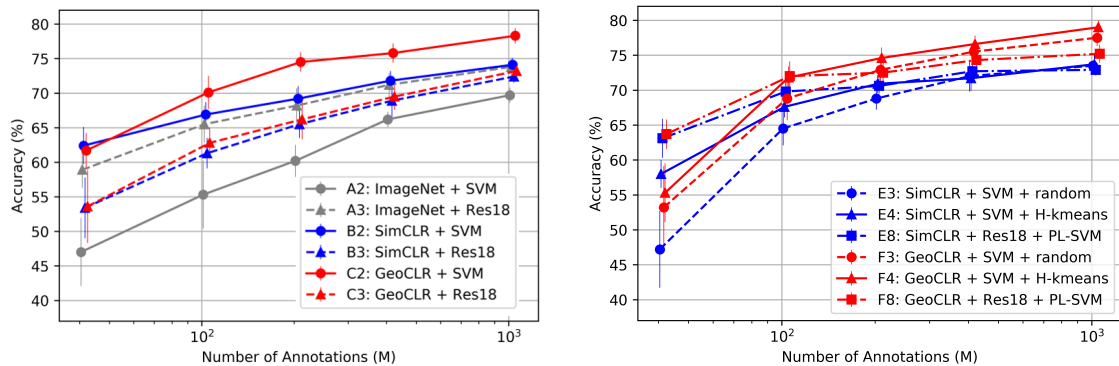 80
75
70
65
60
55
50
45
40
Accuracy (%)
10²
10³
Number of Annotations (M)
A2: ImageNet + SVM
A3: ImageNet + Res18
B2: SimCLR + SVM
B3: SimCLR + Res18
C2: GeoCLR + SVM
C3: GeoCLR + Res18
80
75
70
65
60
55
50
45
40
Accuracy (%)
10²
10³
Number of Annotations (M)
E3: SimCLR + SVM + random
E4: SimCLR + SVM + H-kmeans
E8: SimCLR + Res18 + PL-SVM
F3: GeoCLR + SVM + random
F4: GeoCLR + SVM + H-kmeans
F8: GeoCLR + Res18 + PL-SVM